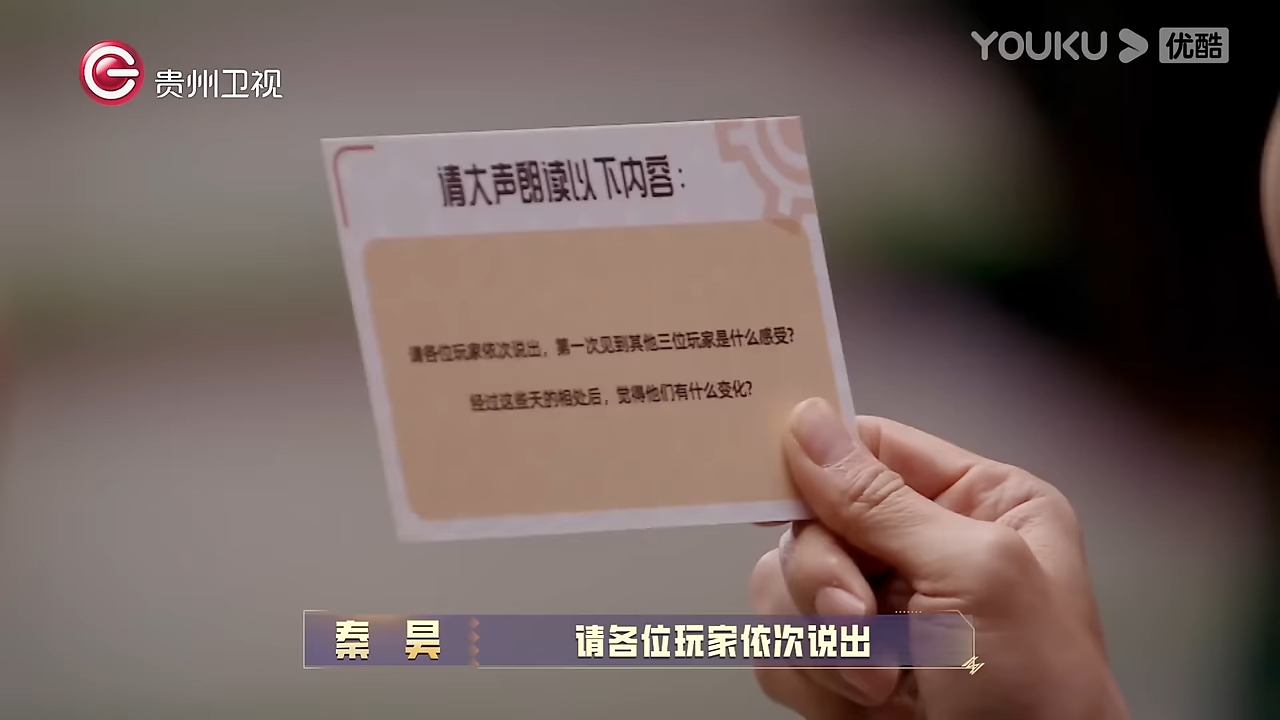 贵州卫视
YOUKU 优酷
请大声朗读以下内容：
请各位玩家依次说出，第一次见到其他三位玩家是什么感受？
经过这些天的相处后，觉得他们有什么变化？
秦昊 请各位玩家依次说出